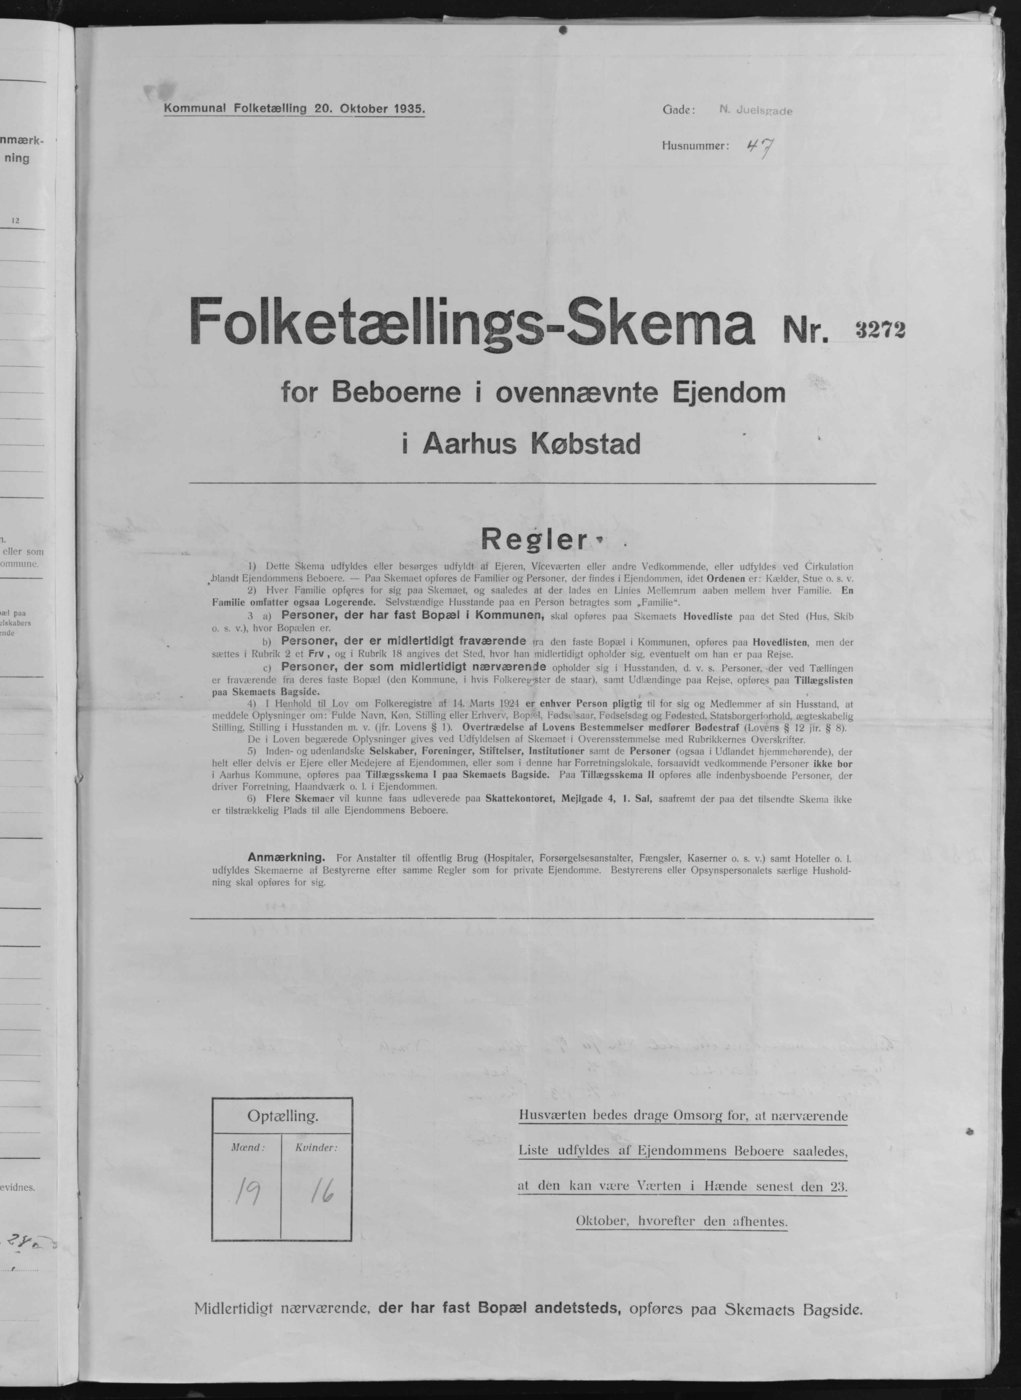 nmærk-
ning
12
n.
eller som
ommune.
æl paa
elskabers
ende
evidnes.
Kommunal Folketælling 20. Oktober 1935.
Gade: N. Juelsgade
Husnummer: 47
Folketællings-Skema Nr. 3272
for Beboerne i ovennævnte Ejendom
i Aarhus Købstad
Regler
1) Dette Skema udfyldes eller besørges udfyldt af Ejeren, Viceværten eller andre Vedkommende, eller udfyldes ved Cirkulation
blandt Ejendommens Beboere. — Paa Skemaet opføres de Familier og Personer, der findes i Ejendommen, idet Ordenen er: Kælder, Stue o. s. v.
2) Hver Familie opføres for sig paa Skemaet, og saaledes at der lades en Linies Mellemrum aaben mellem hver Familie. En
Familie omfatter ogsaa Logerende. Selvstændige Husstande paa en Person betragtes som „Familie“.
3 a) Personer, der har fast Bopæl i Kommunen, skal opføres paa Skemaets Hovedliste paa det Sted (Hus, Skib
o. s. v.), hvor Bopælen er.
b) Personer, der er midlertidigt fraværende fra den faste Bopæl i Kommunen, opføres paa Hovedlisten, men der
sættes i Rubrik 2 et Frv, og i Rubrik 18 angives det Sted, hvor han midlertidigt opholder sig, eventuelt om han er paa Rejse.
c) Personer, der som midlertidigt nærværende opholder sig i Husstanden, d. v. s. Personer, der ved Tællingen
er fraværende fra deres faste Bopæl (den Kommune, i hvis Folkeregister de staar), samt Udlændinge paa Rejse, opføres paa Tillægslisten
paa Skemaets Bagside.
4) I Henhold til Lov om Folkeregistre af 14. Marts 1924 er enhver Person pligtig til for sig og Medlemmer af sin Husstand, at
meddele Oplysninger om: Fulde Navn, Køn, Stilling eller Erhverv, Bopæl, Fødselsaar, Fødselsdag og Fødested, Statsborgerforhold, ægteskabelig
Stilling, Stilling i Husstanden m. v. (jfr. Lovens § 1). Overtrædelse af Lovens Bestemmelser medfører Bødestraf (Lovens § 12 jfr. § 8).
De i Loven begærede Oplysninger gives ved Udfyldelsen af Skemaet i Overensstemmelse med Rubrikkernes Overskrifter.
5) Inden- og udenlandske Selskaber, Foreninger, Stiftelser, Institutioner samt de Personer (ogsaa i Udlandet hjemmehørende), der
helt eller delvis er Ejere eller Medejere af Ejendommen, eller som i denne har Forretningslokale, forsaavidt vedkommende Personer ikke bor
i Aarhus Kommune, opføres paa Tillægsskema I paa Skemaets Bagside. Paa Tillægsskema II opføres alle indenbysboende Personer, der
driver Forretning, Haandværk o. l. i Ejendommen.
6) Flere Skemaer vil kunne faas udleverede paa Skattekontoret, Mejlgade 4, 1. Sal, saafremt der paa det tilsendte Skema ikke
er tilstrækkelig Plads til alle Ejendommens Beboere.
Anmærkning. For Anstalter til offentlig Brug (Hospitaler, Forsørgelsesanstalter, Fængsler, Kaserner o. s. v.) samt Hoteller o. l.
udfyldes Skemaerne af Bestyrerne efter samme Regler som for private Ejendomme. Bestyrerens eller Opsynspersonalets særlige Hushold-
ning skal opføres for sig.
Optælling.
Mænd: Kvinder:
19 16
Husværten bedes drage Omsorg for, at nærværende
Liste udfyldes af Ejendommens Beboere saaledes,
at den kan være Værten i Hænde senest den 23.
Oktober, hvorefter den afhentes.
Midlertidigt nærværende, der har fast Bopæl andetsteds, opføres paa Skemaets Bagside.